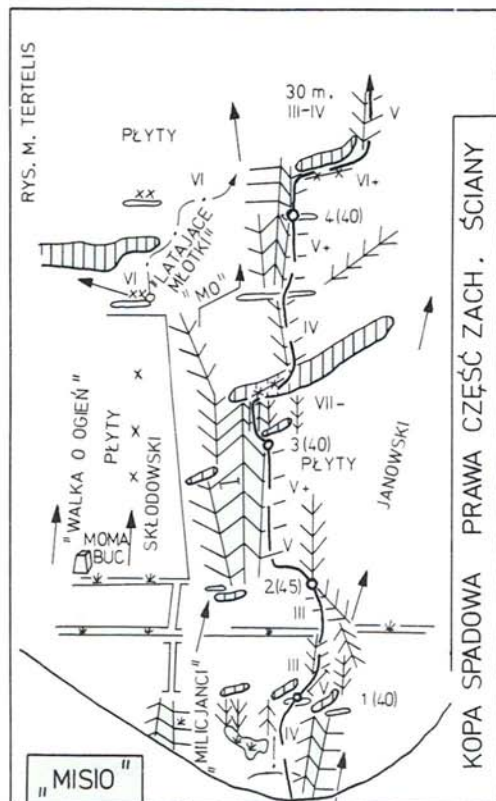 RYS. M. TERTELIS
KOPA SPADOWA PRAWA CZĘŚĆ ZACH. ŚCIANY
30 m.
III-IV
V
PŁYTY
xx
VI
VI+
4(40)
V+
"LATAJĄCE
MŁOTKI"
VI
xx
"MO"
IV
VII-
3(40)
PŁYTY
V+
JANOWSKI
"WALKA O OGIEŃ"
PŁYTY
SKŁODOWSKI
MOMA
BUC
V
2(45)
III
III
V
1(40)
IV
"MILICJANCI"
"MISIO"